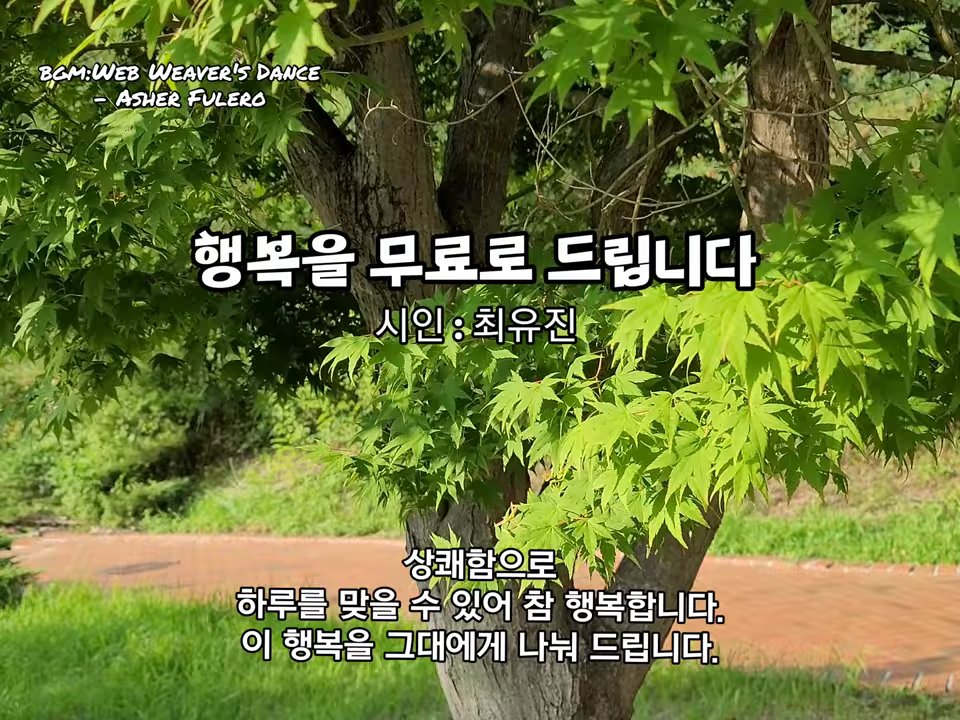 BGM:Web Weaver's Dance
- Asher Fulero
행복을 무료로 드립니다
시인 : 최유진
상쾌함으로
하루를 맞을 수 있어 참 행복합니다.
이 행복을 그대에게 나눠 드립니다.